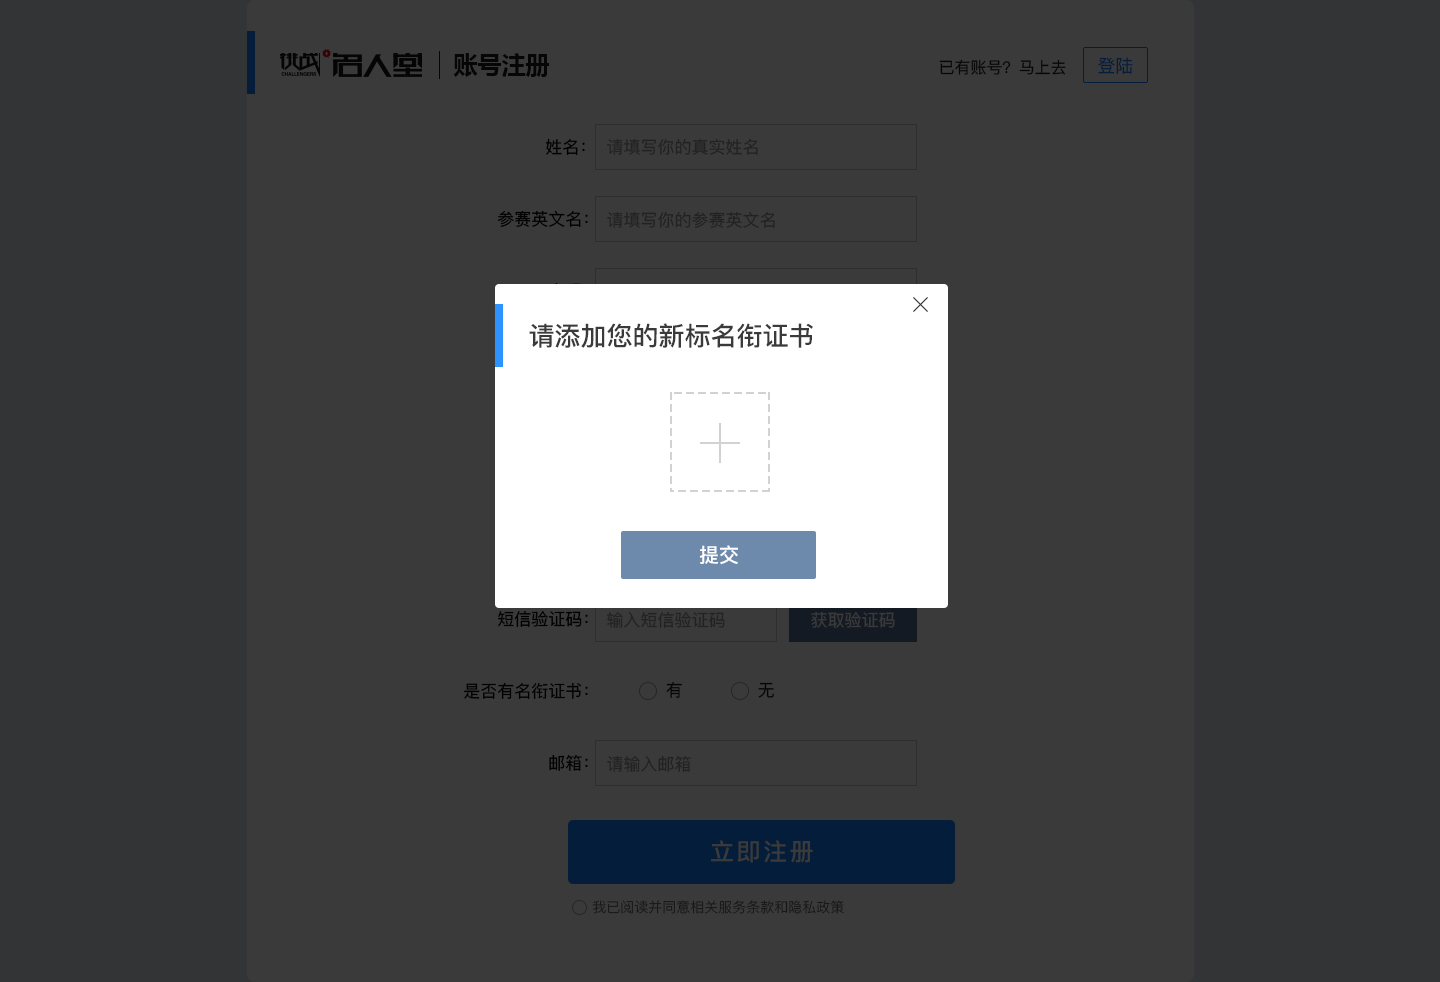 挑战名人堂 账号注册 已有账号？马上去 登陆
CHALLENGERS
姓名： 请填写你的真实姓名
参赛英文名： 请填写你的参赛英文名
请添加您的新标名衔证书
提交
短信验证码： 输入短信验证码 获取验证码
是否有名衔证书： 有 无
邮箱： 请输入邮箱
立即注册
我已阅读并同意相关服务条款和隐私政策